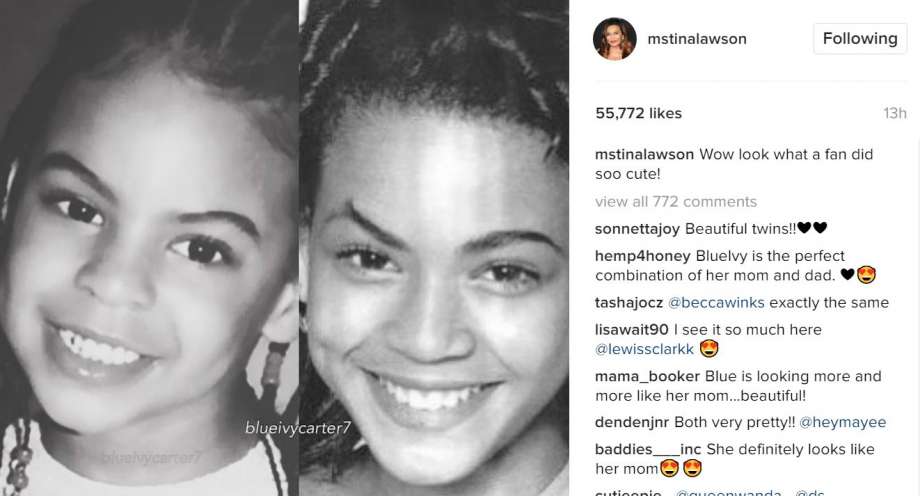 mstinalawson
Following
55,772 likes
13h
mstinalawson Wow look what a fan did
soo cute!
view all 772 comments
sonnettajoy Beautiful twins!!🖤🖤
hemp4honey BlueIvy is the perfect
combination of her mom and dad. 🖤😍
tashajocz @beccawinks exactly the same
lisawait90 I see it so much here
@lewissclarkk 😍
mama_booker Blue is looking more and
more like her mom...beautiful!
dendenjnr Both very pretty!! @heymayee
baddies___inc She definitely looks like
her mom😍😍
cutieepie_ @queenwanda_ @ds_
blueivycarter7
blueivycarter7